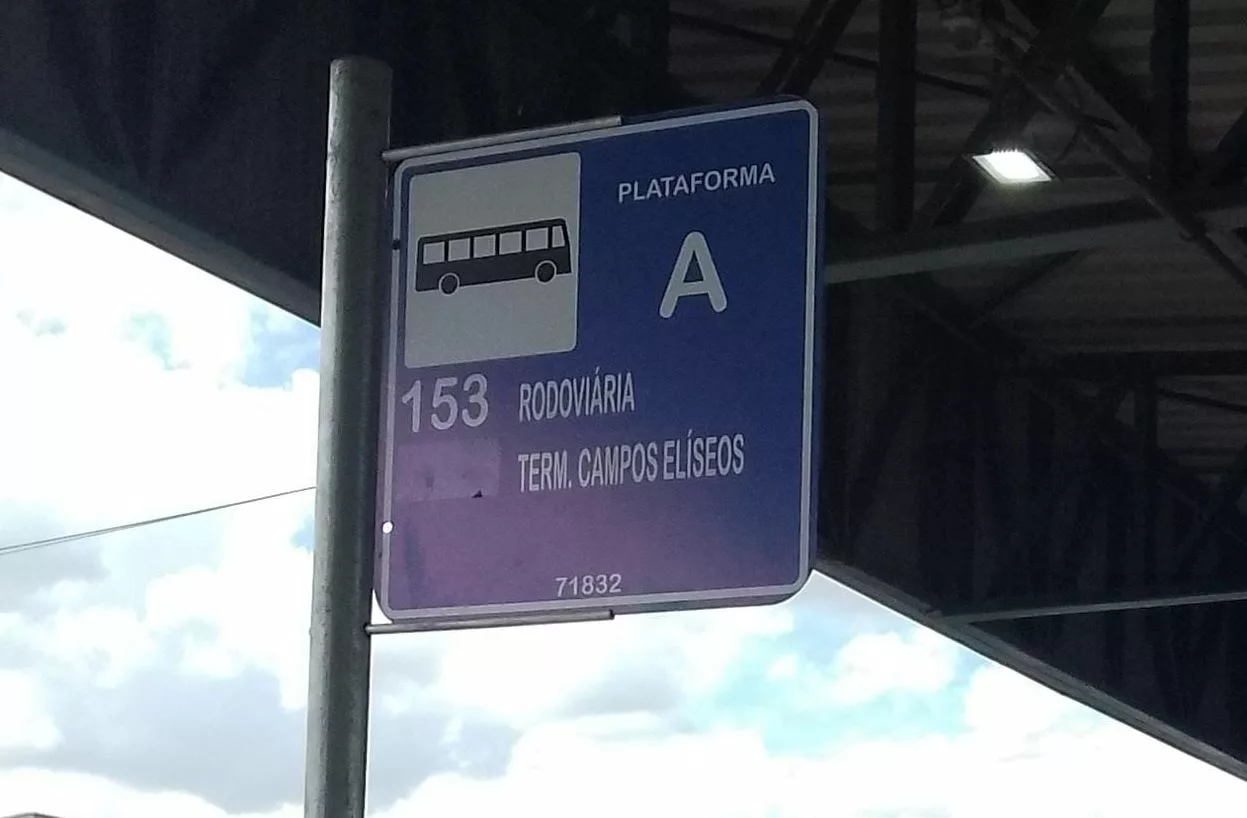 PLATAFORMA
A
153 RODOVIÁRIA
TERM. CAMPOS ELÍSEOS
71832